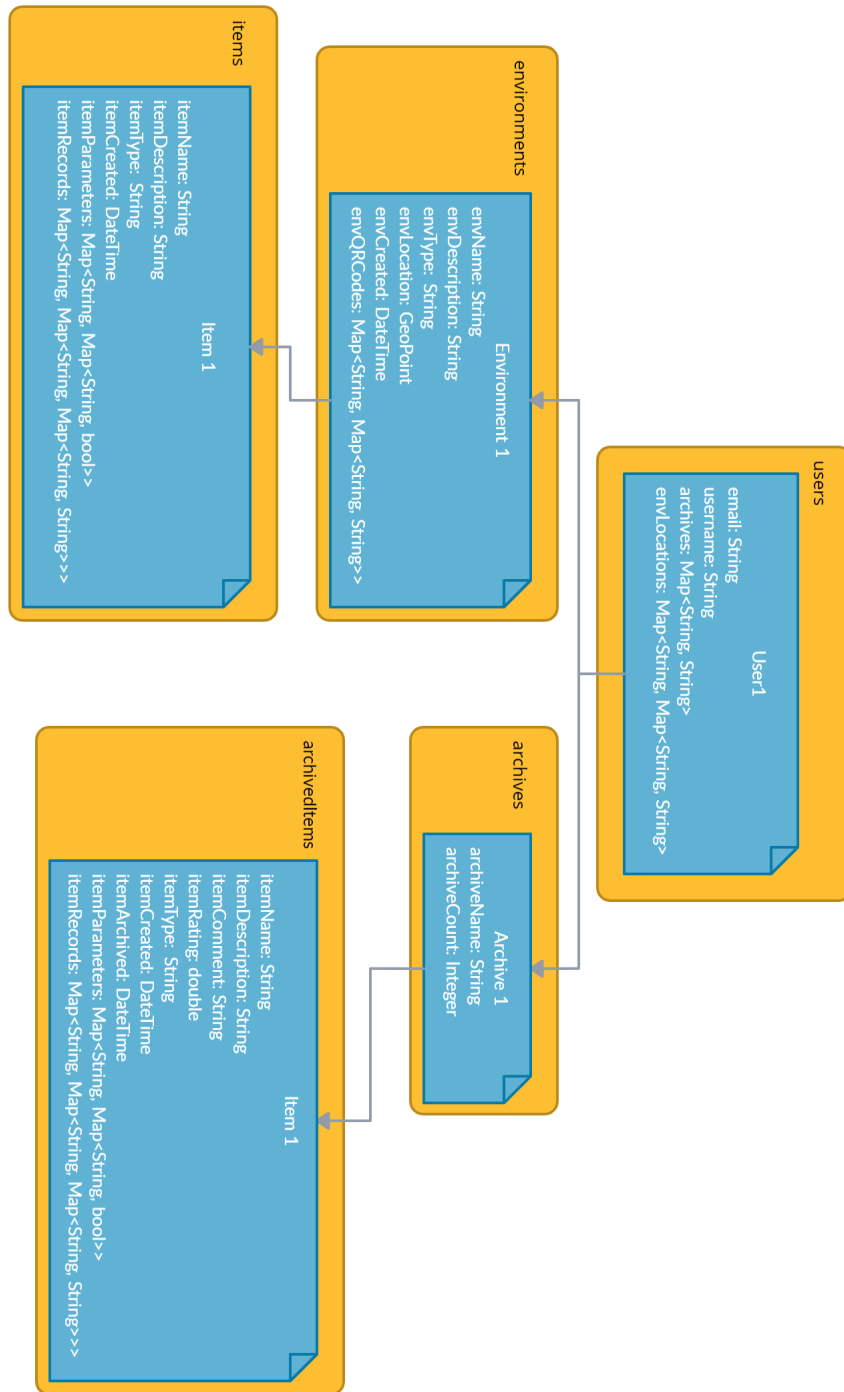 users
User1
email: String
username: String
archives: Map<String, String>
envLocations: Map<String, Map<String, String>
environments
Environment 1
envName: String
envDescription: String
envType: String
envLocation: GeoPoint
envCreated: DateTime
envQRCodes: Map<String, Map<String, String>>
archives
Archive 1
archiveName: String
archiveCount: Integer
items
Item 1
itemName: String
itemDescription: String
itemType: String
itemCreated: DateTime
itemParameters: Map<String, Map<String, bool>>
itemRecords: Map<String, Map<String, Map<String, String>>>
archivedItems
Item 1
itemName: String
itemDescription: String
itemComment: String
itemRating: double
itemType: String
itemCreated: DateTime
itemArchived: DateTime
itemParameters: Map<String, Map<String, bool>>
itemRecords: Map<String, Map<String, Map<String, String>>>